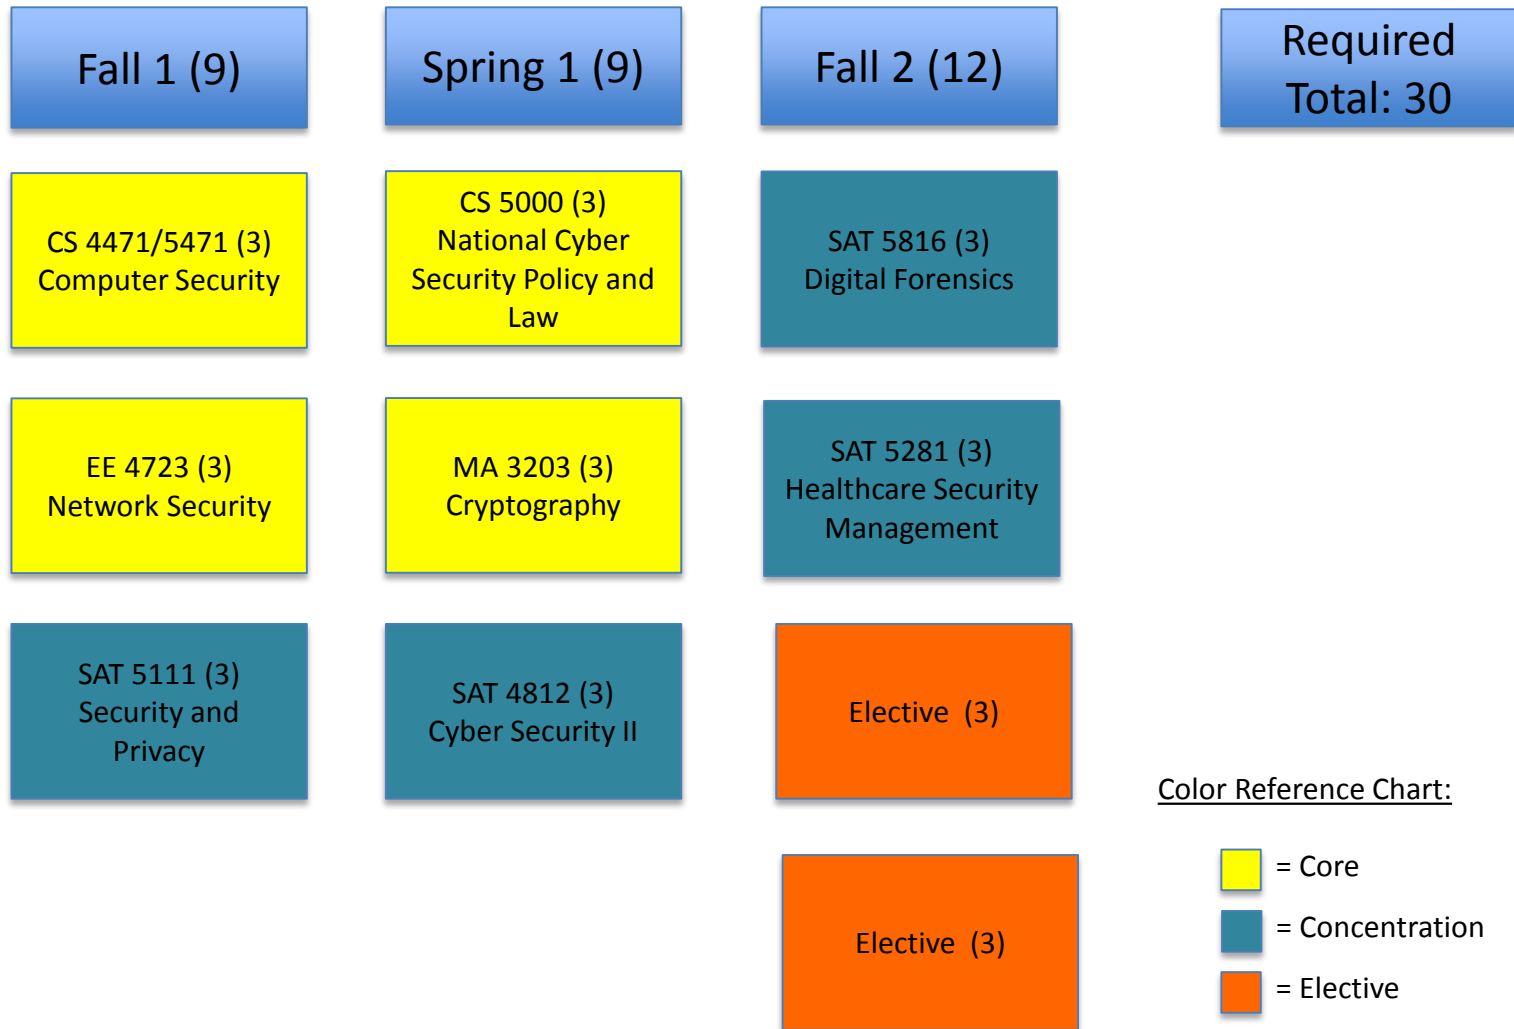 Fall 1 (9)
Spring 1 (9)
Fall 2 (12)
Required
Total: 30
CS 4471/5471 (3)
Computer Security
CS 5000 (3)
National Cyber
Security Policy and
Law
SAT 5816 (3)
Digital Forensics
EE 4723 (3)
Network Security
MA 3203 (3)
Cryptography
SAT 5281 (3)
Healthcare Security
Management
SAT 5111 (3)
Security and
Privacy
SAT 4812 (3)
Cyber Security II
Elective (3)
Elective (3)
Color Reference Chart:
= Core
= Concentration
= Elective